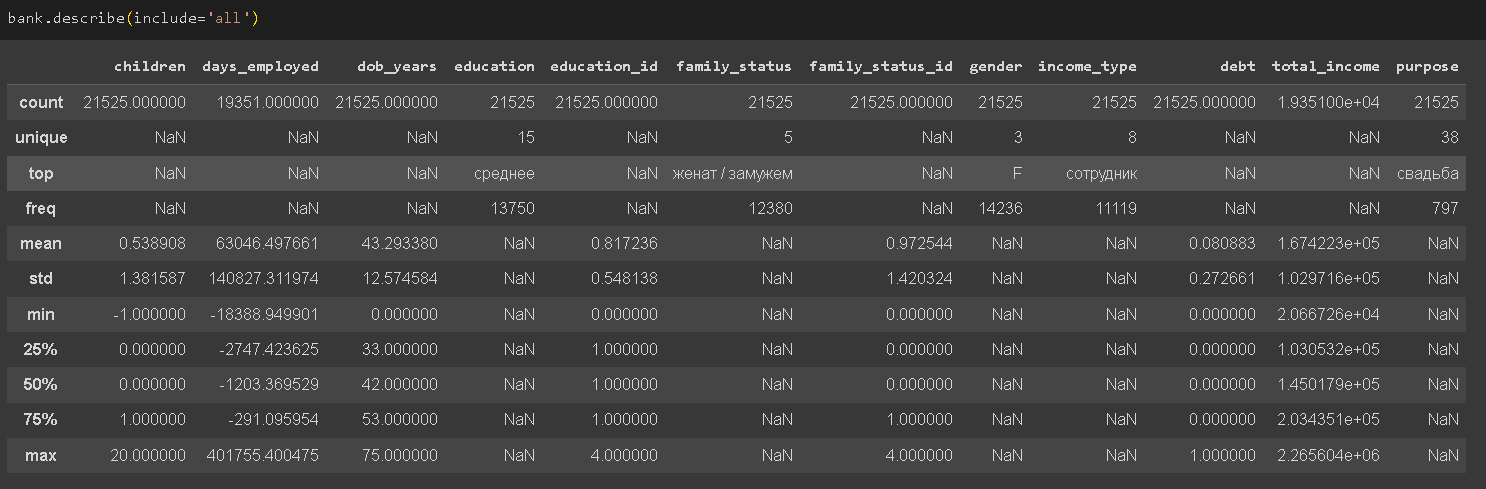 bank.describe(include='all')
children days_employed dob_years education education_id family_status family_status_id gender income_type debt total_income purpose
count 21525.000000 19351.000000 21525.000000 21525 21525.000000 21525 21525.000000 21525 21525 21525.000000 1.935100e+04 21525
unique NaN NaN NaN 15 NaN 5 NaN 3 8 NaN NaN 38
top NaN NaN NaN среднее NaN женат / замужем NaN F сотрудник NaN NaN свадьба
freq NaN NaN NaN 13750 NaN 12380 NaN 14236 11119 NaN NaN 797
mean 0.538908 63046.497661 43.293380 NaN 0.817236 NaN 0.972544 NaN NaN 0.080883 1.674223e+05 NaN
std 1.381587 140827.311974 12.574584 NaN 0.548138 NaN 1.420324 NaN NaN 0.272661 1.029716e+05 NaN
min -1.000000 -18388.949901 0.000000 NaN 0.000000 NaN 0.000000 NaN NaN 0.000000 2.066726e+04 NaN
25% 0.000000 -2747.423625 33.000000 NaN 1.000000 NaN 0.000000 NaN NaN 0.000000 1.030532e+05 NaN
50% 0.000000 -1203.369529 42.000000 NaN 1.000000 NaN 0.000000 NaN NaN 0.000000 1.450179e+05 NaN
75% 1.000000 -291.095954 53.000000 NaN 1.000000 NaN 1.000000 NaN NaN 0.000000 2.034351e+05 NaN
max 20.000000 401755.400475 75.000000 NaN 4.000000 NaN 4.000000 NaN NaN 1.000000 2.265604e+06 NaN